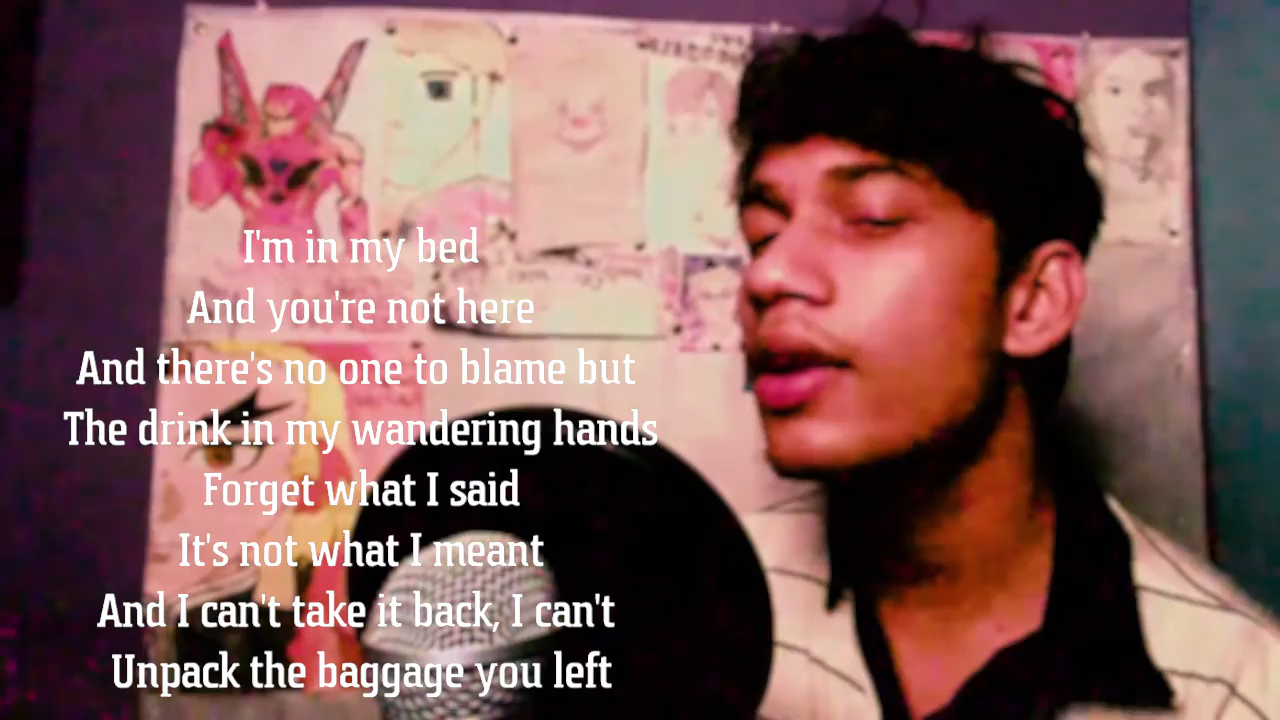 I'm in my bed
And you're not here
And there's no one to blame but
The drink in my wandering hands
Forget what I said
It's not what I meant
And I can't take it back, I can't
Unpack the baggage you left